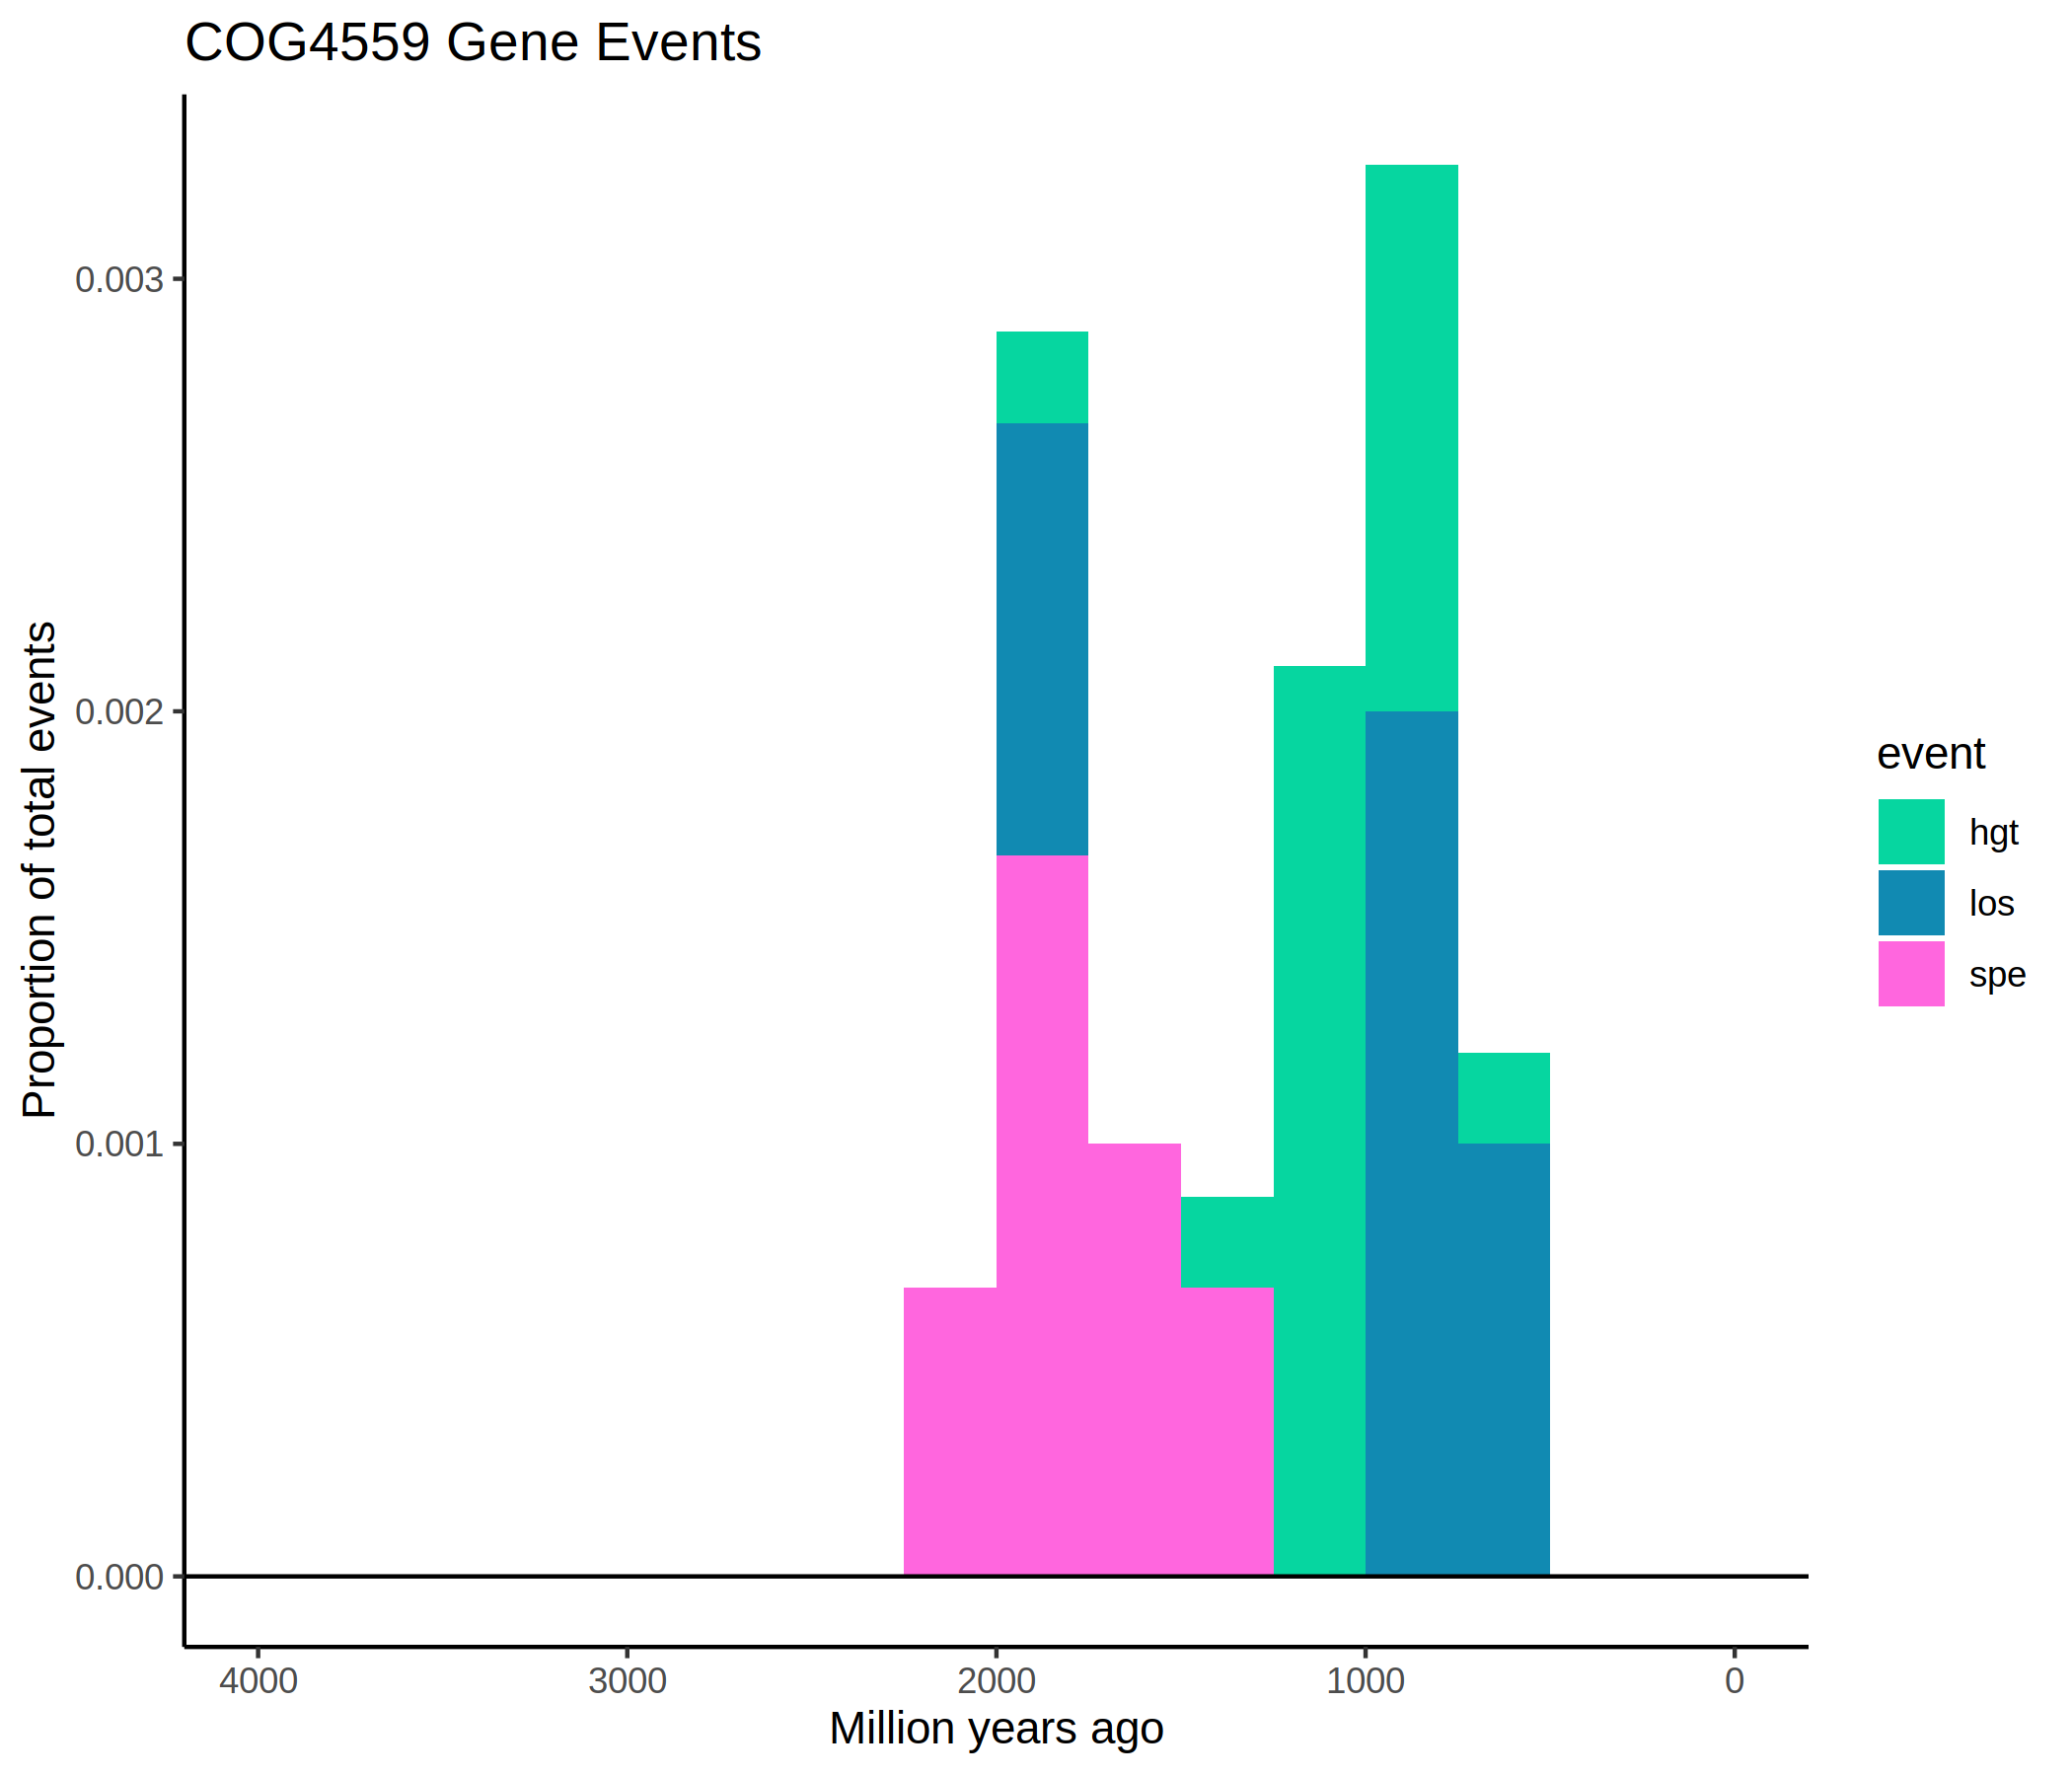 COG4559 Gene Events
Proportion of total events
0.003
0.002
0.001
0.000
4000 3000 2000 1000 0
Million years ago
event
hgt
los
spe